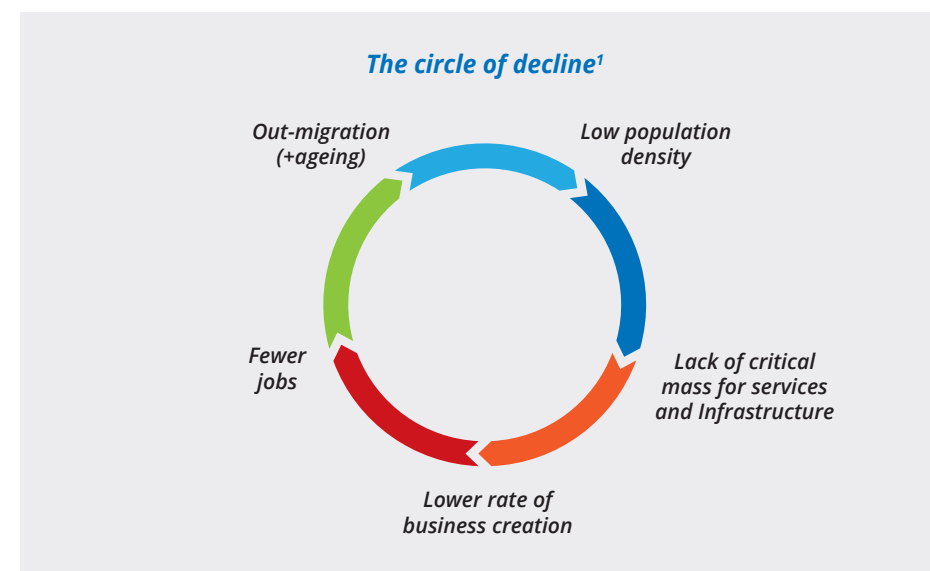 The circle of decline¹
Out-migration
(+ageing)
Low population
density
Lack of critical
mass for services
and Infrastructure
Lower rate of
business creation
Fewer
jobs